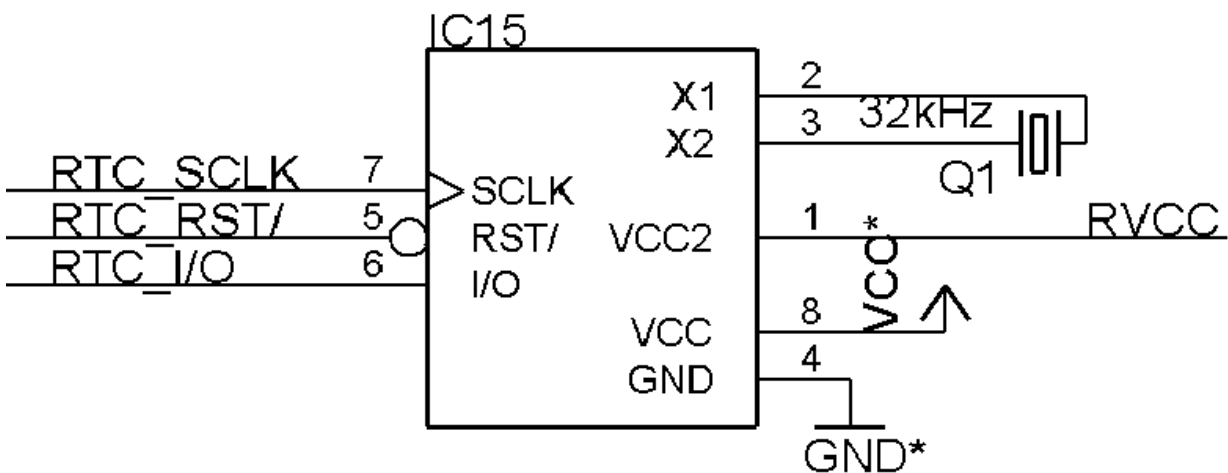 IC15
X1 2
32kHz
X2 3
Q1
RTC_SCLK 7 SCLK
RTC_RST/ 5 RST/
RTC_I/O 6 I/O
VCC2 1 RVCC
VCC*
VCC 8
GND 4
GND*